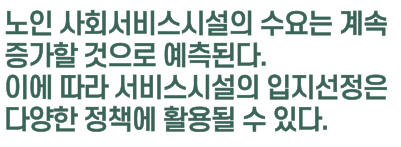 노인 사회서비스시설의 수요는 계속
증가할 것으로 예측된다.
이에 따라 서비스시설의 입지선정은
다양한 정책에 활용될 수 있다.